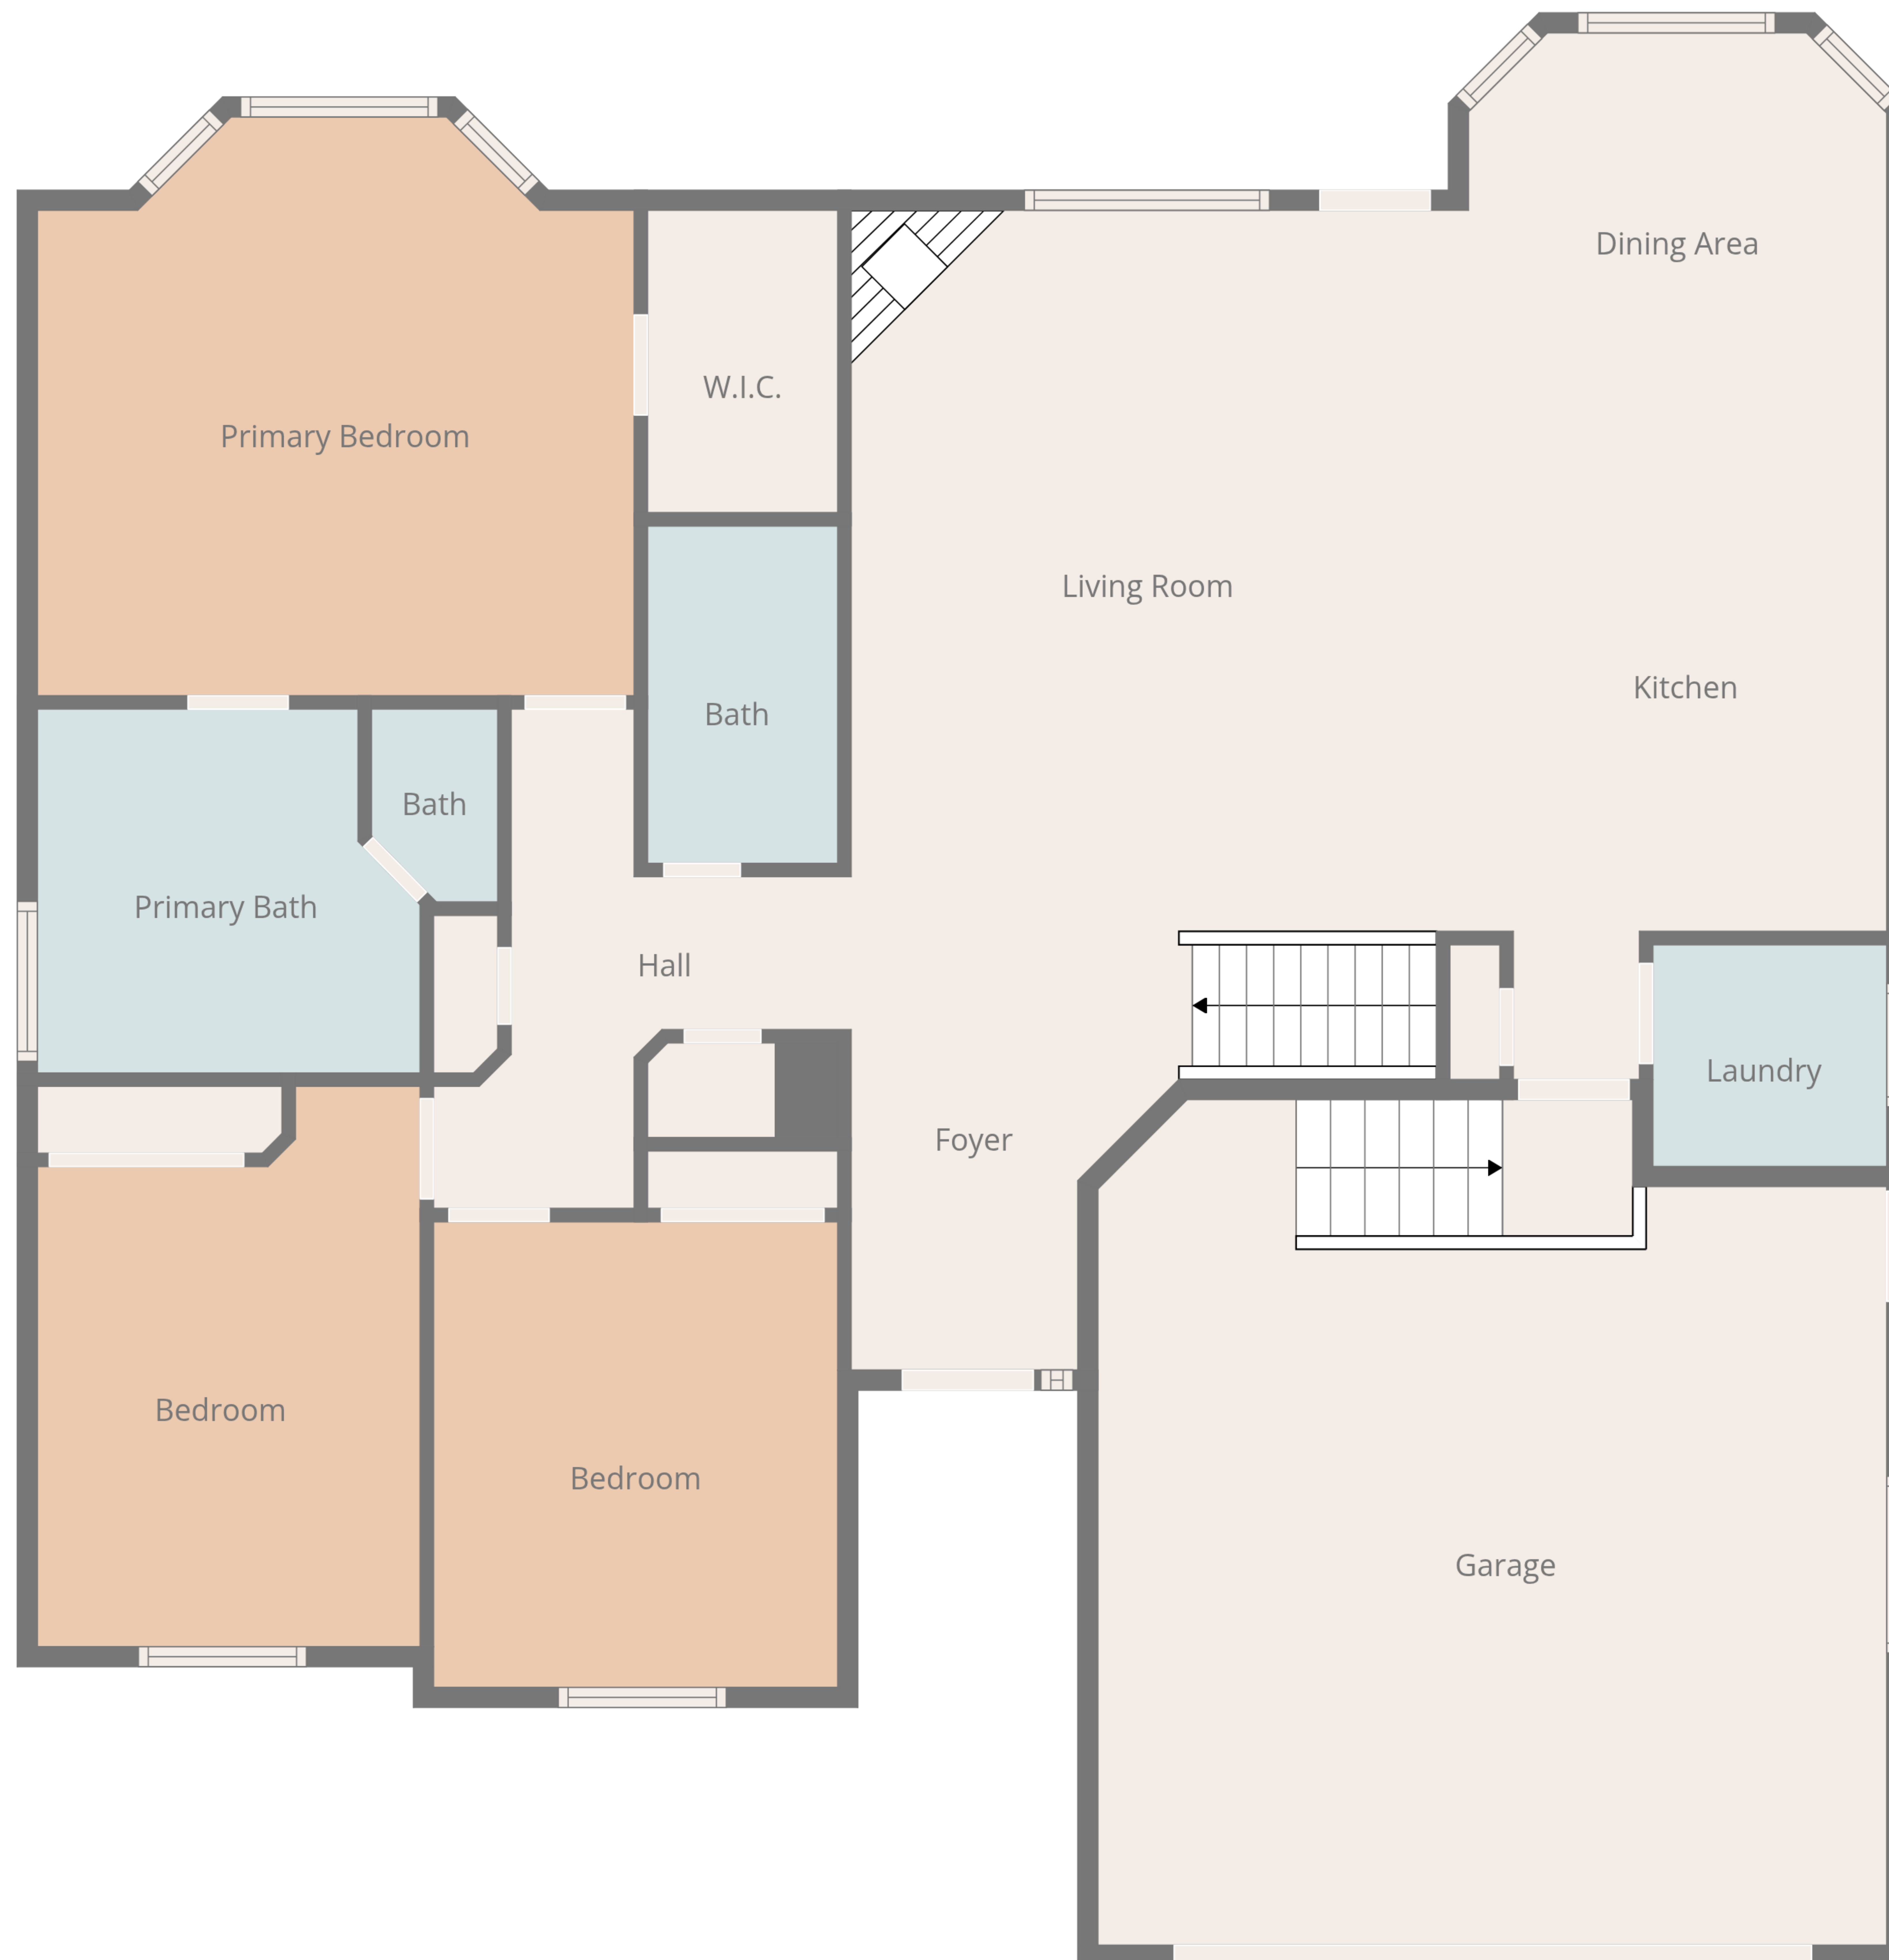 Dining Area
W.I.C.
Primary Bedroom
Living Room
Kitchen
Bath
Bath
Primary Bath
Hall
Laundry
Foyer
Bedroom
Bedroom
Garage